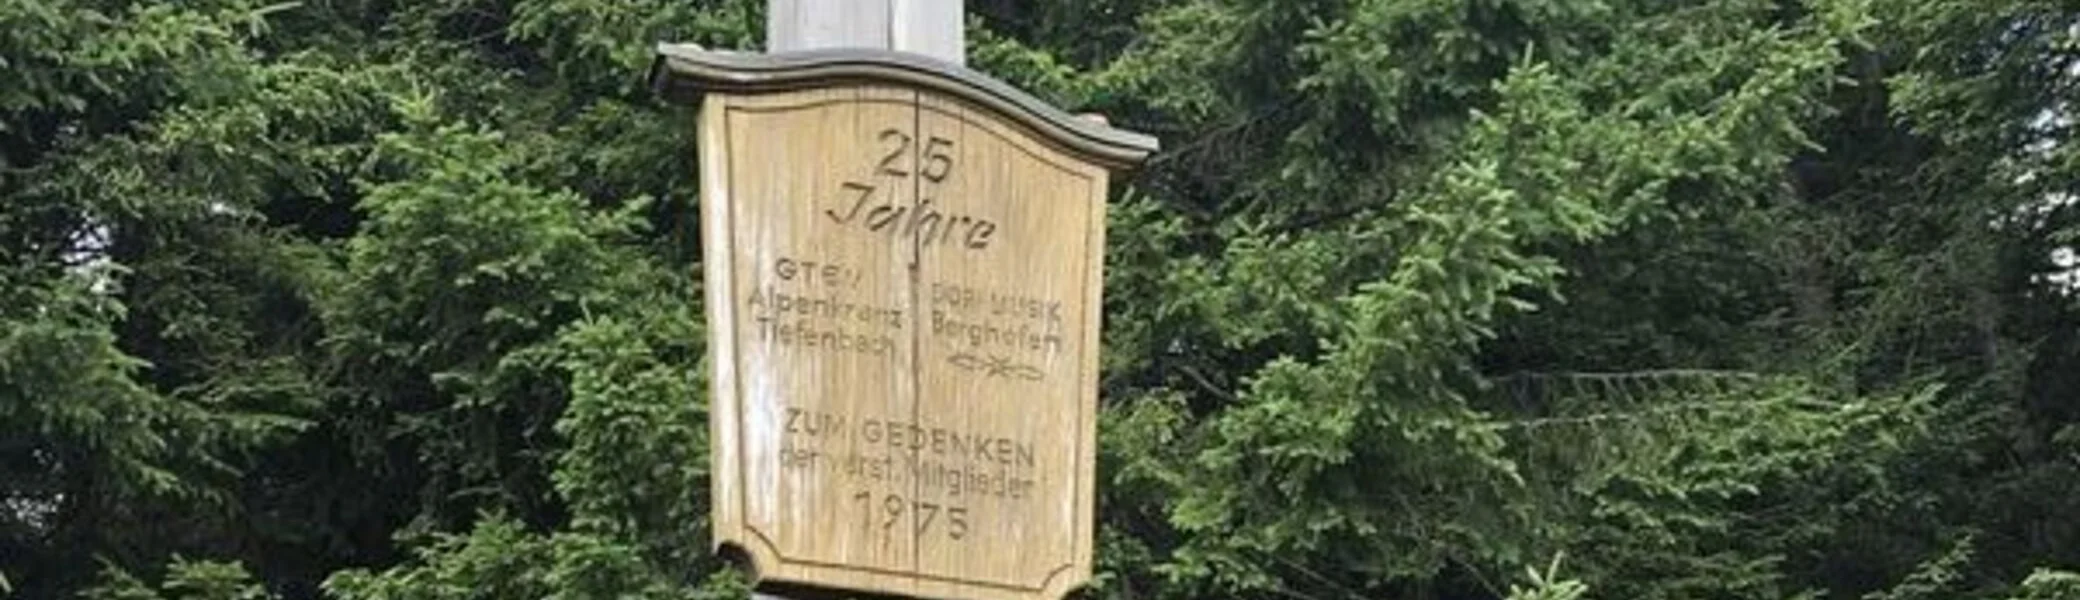 25
Jahre
GTEV
Alpenkranz
Tiefenbach
DORFMUSIK
Berghofen
ZUM GEDENKEN
der verst. Mitglieder
1975